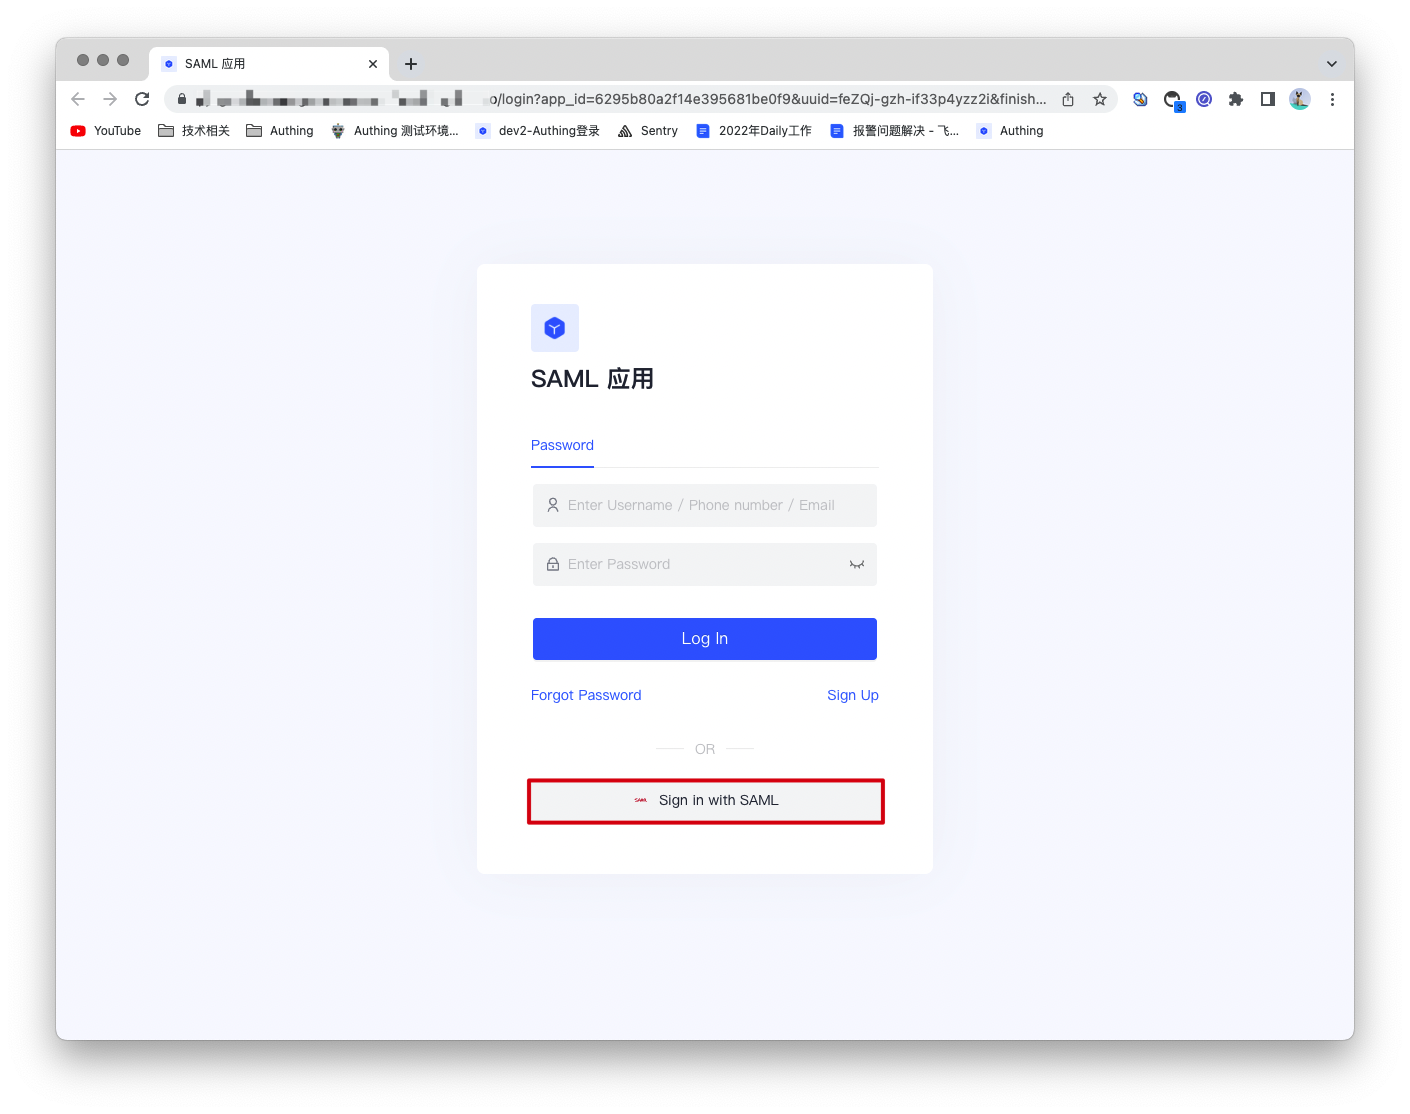 SAML 应用
o/login?app_id=6295b80a2f14e395681be0f9&uuid=feZQj-gzh-if33p4yzz2i&finish...
3
YouTube 技术相关 Authing Authing 测试环境... dev2-Authing登录 Sentry 2022年Daily工作 报警问题解决 - 飞... Authing
SAML 应用
Password
Enter Username / Phone number / Email
Enter Password
Log In
Forgot Password Sign Up
OR
SAML Sign in with SAML